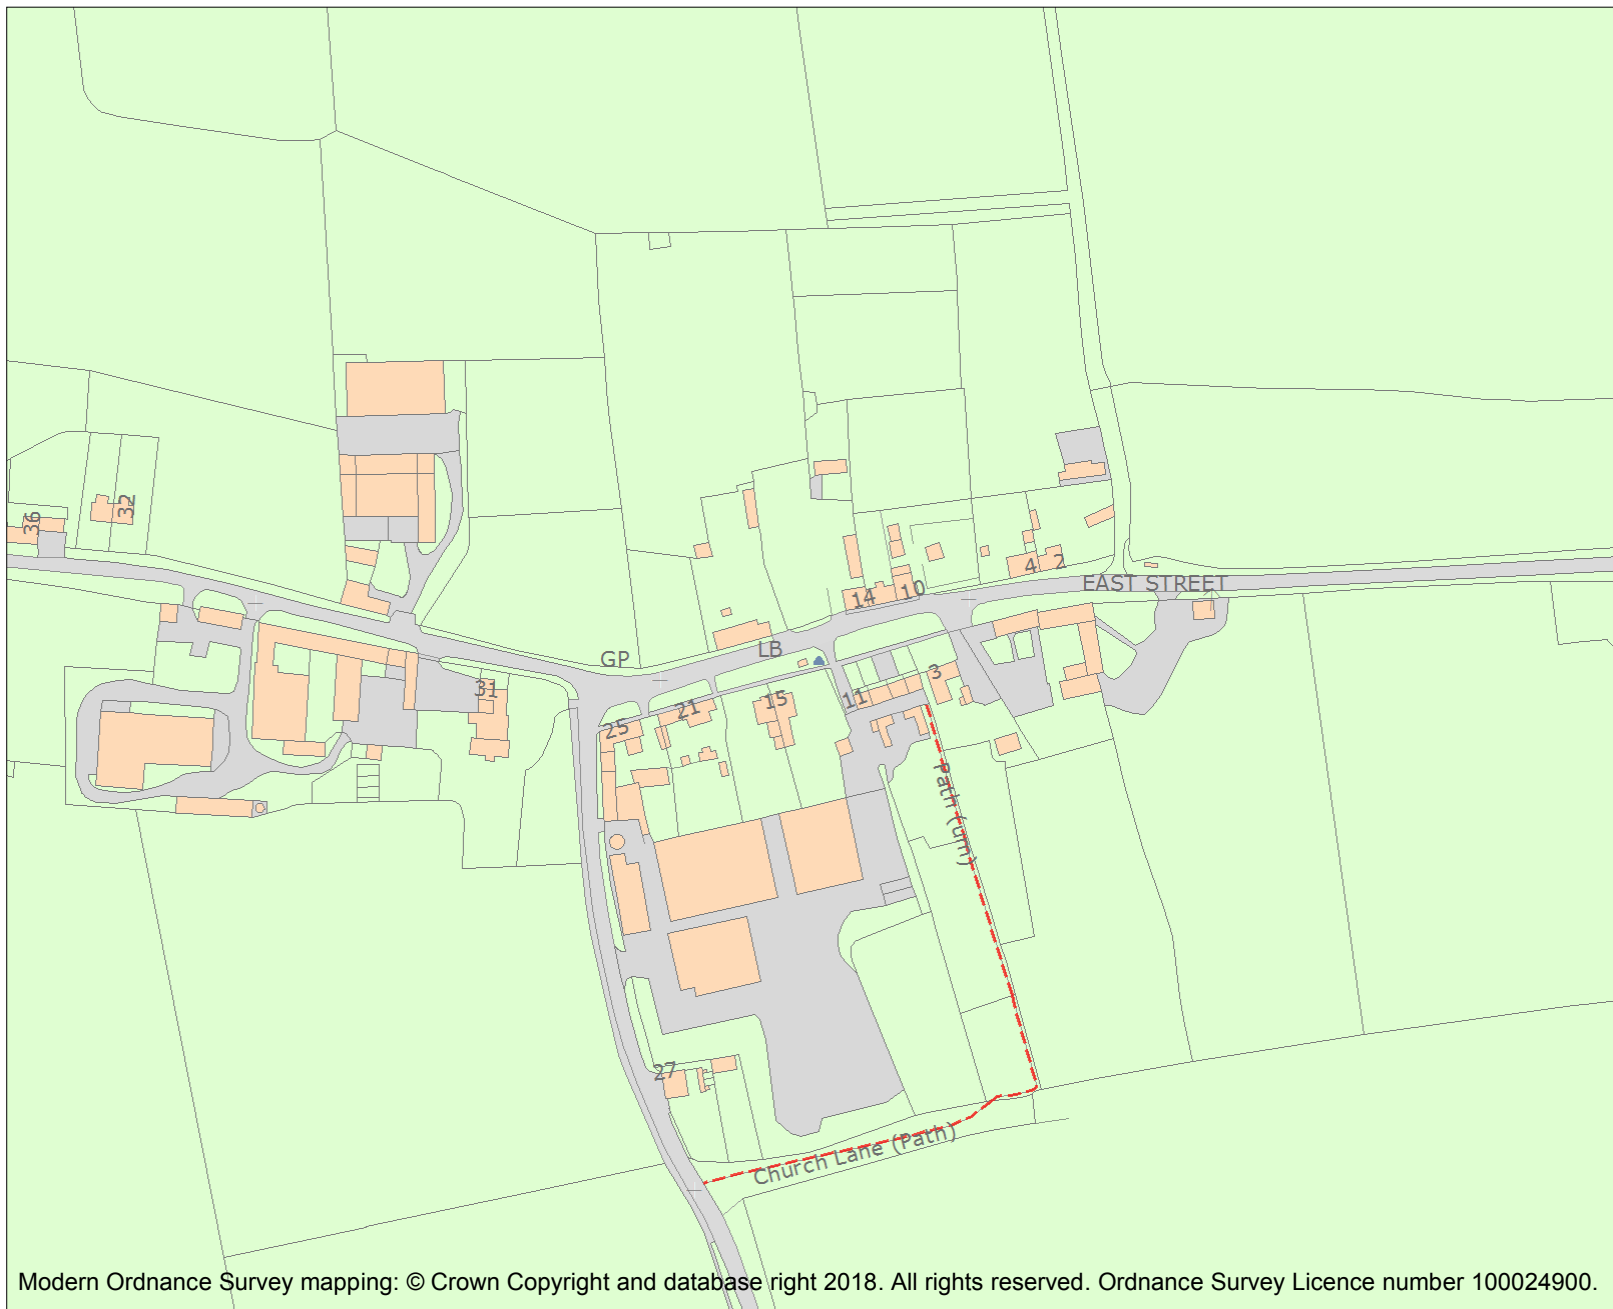 36
32
4
2
EAST STREET
14
10
LB
GP
3
31
11
15
21
25
Path (um)
27
Church Lane (Path)
Modern Ordnance Survey mapping: © Crown Copyright and database right 2018. All rights reserved. Ordnance Survey Licence number 100024900.